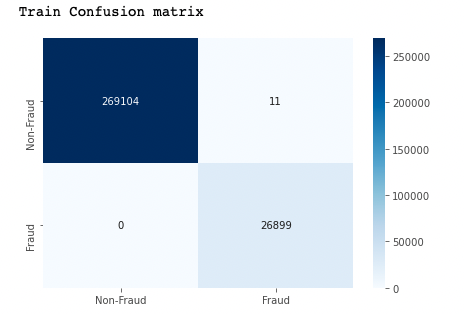 Train Confusion matrix
Non-Fraud
269104
11
Fraud
0
26899
Non-Fraud
Fraud
250000
200000
150000
100000
50000
0